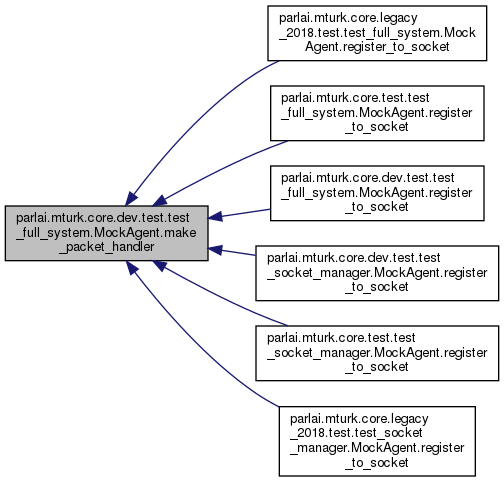 parlai.mturk.core.legacy
_2018.test.test_full_system.Mock
Agent.register_to_socket
parlai.mturk.core.test.test
_full_system.MockAgent.register
_to_socket
parlai.mturk.core.dev.test.test
_full_system.MockAgent.register
_to_socket
parlai.mturk.core.dev.test.test
_full_system.MockAgent.make
_packet_handler
parlai.mturk.core.dev.test.test
_socket_manager.MockAgent.register
_to_socket
parlai.mturk.core.test.test
_socket_manager.MockAgent.register
_to_socket
parlai.mturk.core.legacy
_2018.test.test_socket
_manager.MockAgent.register
_to_socket